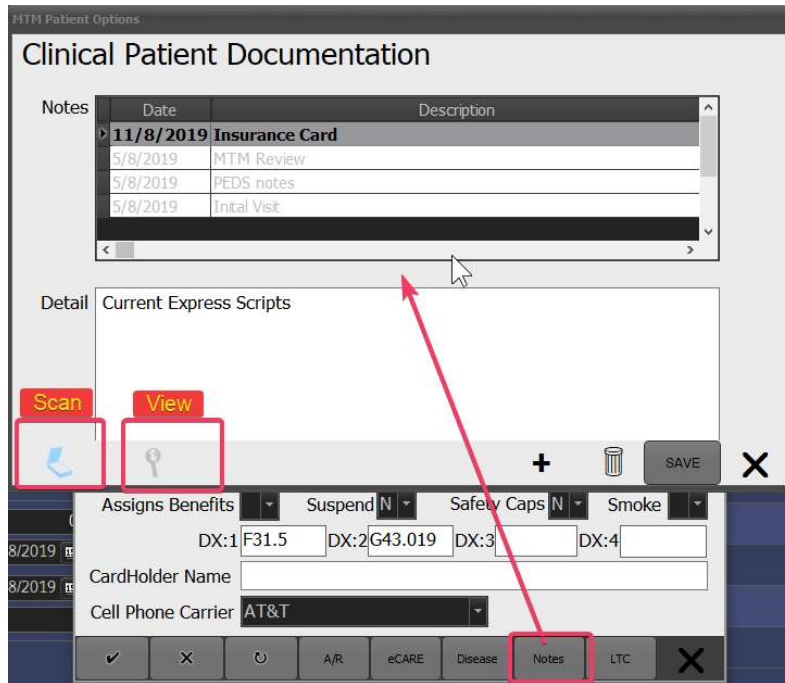 MTM Patient Options
Clinical Patient Documentation
Notes
Date Description
11/8/2019 Insurance Card
5/8/2019 MTM Review
5/8/2019 PEDS notes
5/8/2019 Inital Visit
Detail Current Express Scripts
Scan View
+ SAVE X
Assigns Benefits Suspend N Safety Caps N Smoke
8/2019 DX:1 F31.5 DX:2 G43.019 DX:3 DX:4
8/2019 CardHolder Name
Cell Phone Carrier AT&T
A/R eCARE Disease Notes LTC